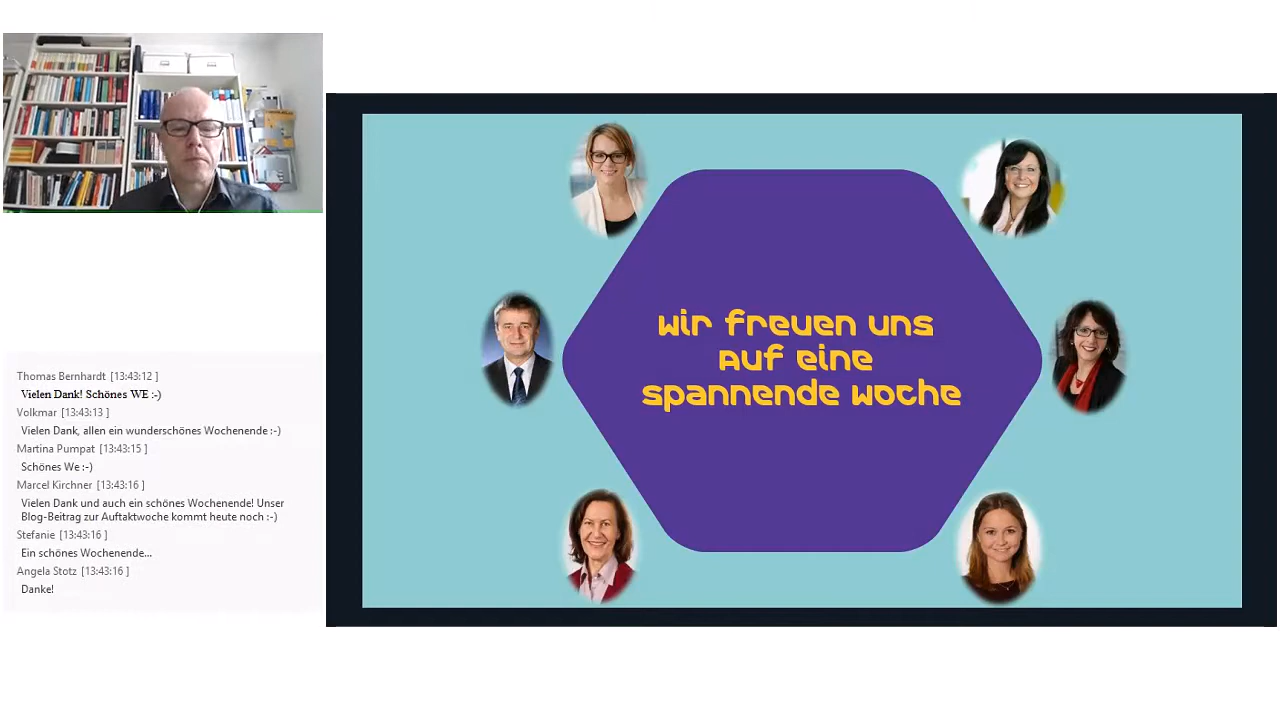 wir freuen uns
auf eine
spannende woche
Thomas Bernhardt [13:43:12 ]
Vielen Dank! Schönes WE :-)
Volkmar [13:43:13 ]
Vielen Dank, allen ein wunderschönes Wochenende :-)
Martina Pumpat [13:43:15 ]
Schönes We :-)
Marcel Kirchner [13:43:16 ]
Vielen Dank und auch ein schönes Wochenende! Unser
Blog-Beitrag zur Auftaktwoche kommt heute noch :-)
Stefanie [13:43:16 ]
Ein schönes Wochenende...
Angela Stotz [13:43:16 ]
Danke!